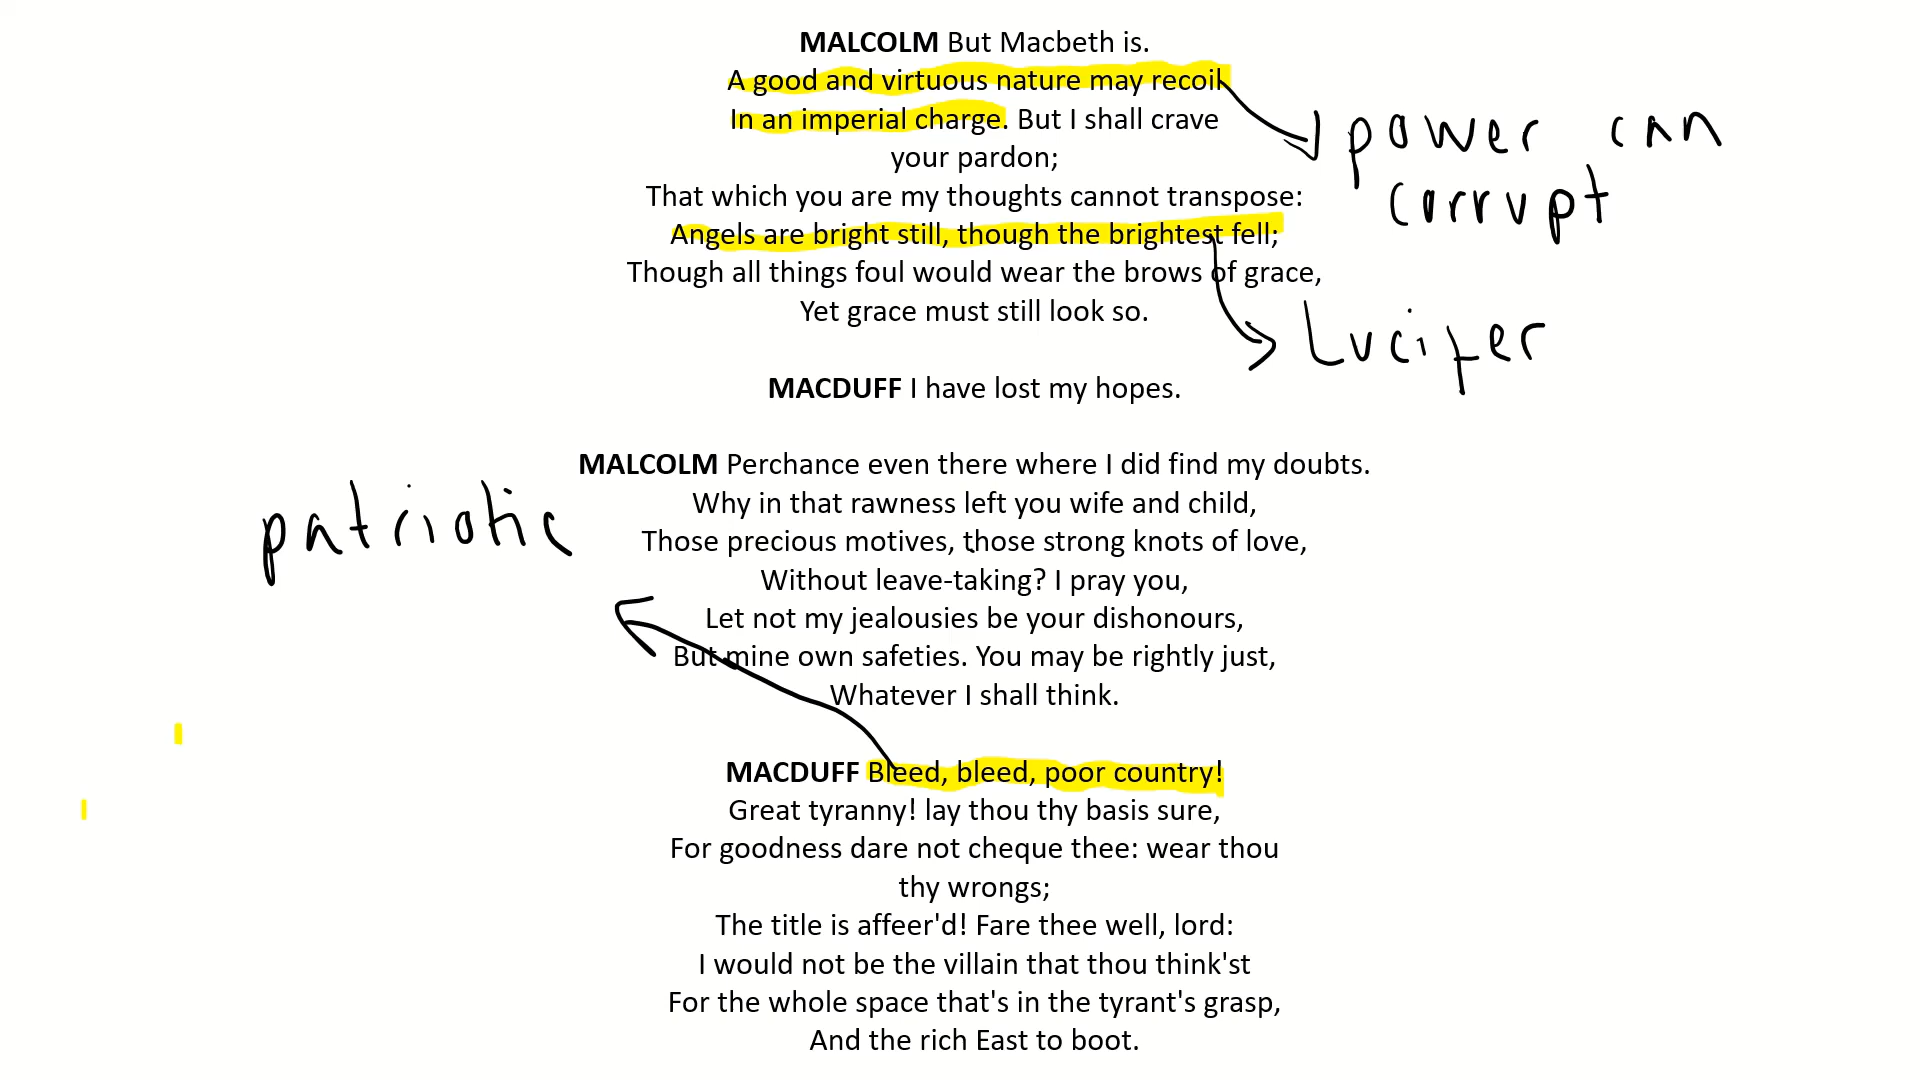 MALCOLM But Macbeth is.
A good and virtuous nature may recoil
In an imperial charge. But I shall crave
your pardon;
That which you are my thoughts cannot transpose:
Angels are bright still, though the brightest fell;
Though all things foul would wear the brows of grace,
Yet grace must still look so.
power can
corrupt
Lucifer
MACDUFF I have lost my hopes.
MALCOLM Perchance even there where I did find my doubts.
Why in that rawness left you wife and child,
Those precious motives, those strong knots of love,
Without leave-taking? I pray you,
Let not my jealousies be your dishonours,
But mine own safeties. You may be rightly just,
Whatever I shall think.
patriotic
MACDUFF Bleed, bleed, poor country!
Great tyranny! lay thou thy basis sure,
For goodness dare not cheque thee: wear thou
thy wrongs;
The title is affeer'd! Fare thee well, lord:
I would not be the villain that thou think'st
For the whole space that's in the tyrant's grasp,
And the rich East to boot.